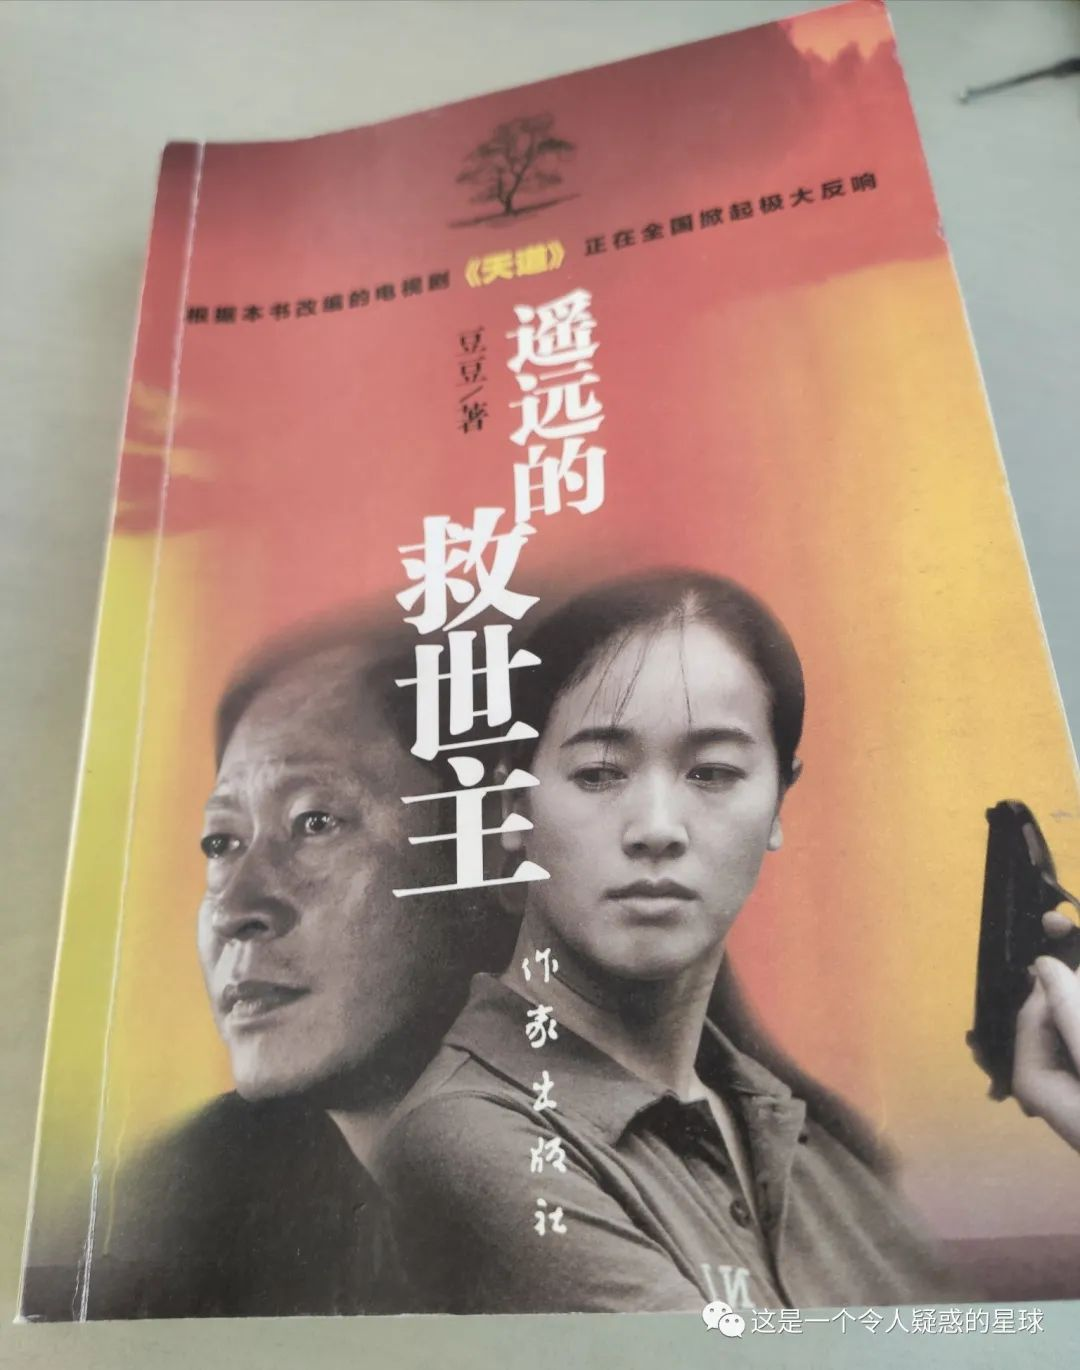 根据本书改编的电视剧《天道》正在全国掀起极大反响
遥远的
救世主
豆豆/著
作家出版社
这是一个令人疑惑的星球